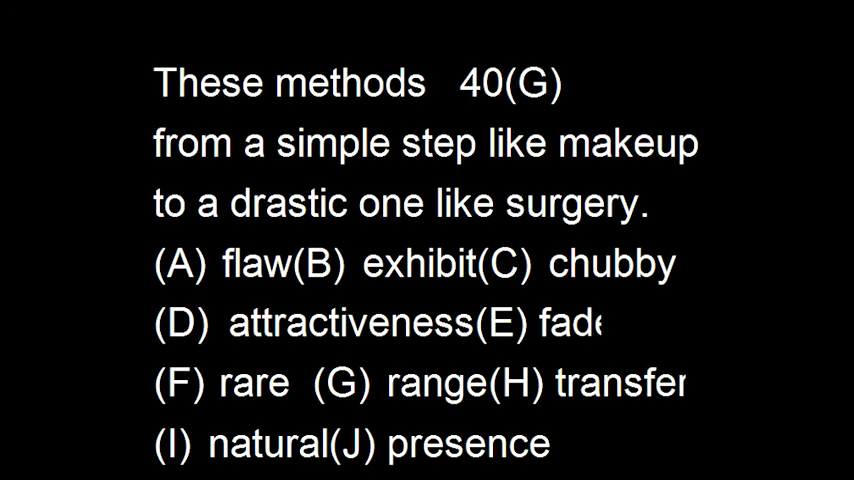 These methods 40(G)
from a simple step like makeup
to a drastic one like surgery.
(A) flaw(B) exhibit(C) chubby
(D) attractiveness(E) fade
(F) rare (G) range(H) transfer
(I) natural(J) presence